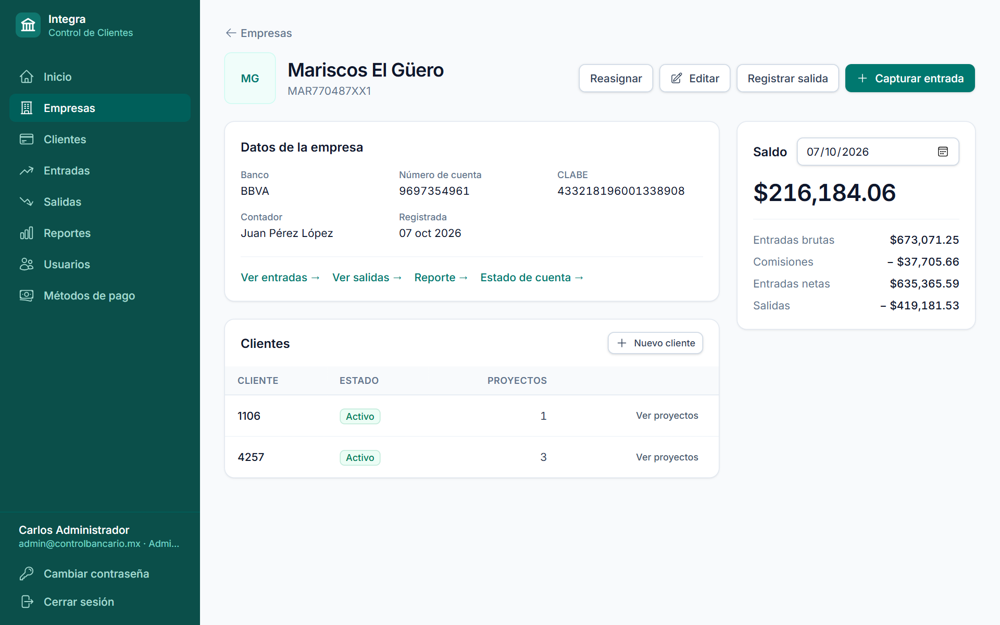 Integra
Control de Clientes
Inicio
Empresas
Clientes
Entradas
Salidas
Reportes
Usuarios
Métodos de pago
Carlos Administrador
admin@controlbancario.mx · Admi...
Cambiar contraseña
Cerrar sesión
← Empresas
MG
Mariscos El Güero
MAR770487XX1
Reasignar
Editar
Registrar salida
+ Capturar entrada
Datos de la empresa
Banco
BBVA
Número de cuenta
9697354961
CLABE
433218196001338908
Contador
Juan Pérez López
Registrada
07 oct 2026
Ver entradas → Ver salidas → Reporte → Estado de cuenta →
Clientes
+ Nuevo cliente
CLIENTE ESTADO PROYECTOS
1106 Activo 1 Ver proyectos
4257 Activo 3 Ver proyectos
Saldo 07/10/2026
$216,184.06
Entradas brutas $673,071.25
Comisiones − $37,705.66
Entradas netas $635,365.59
Salidas − $419,181.53